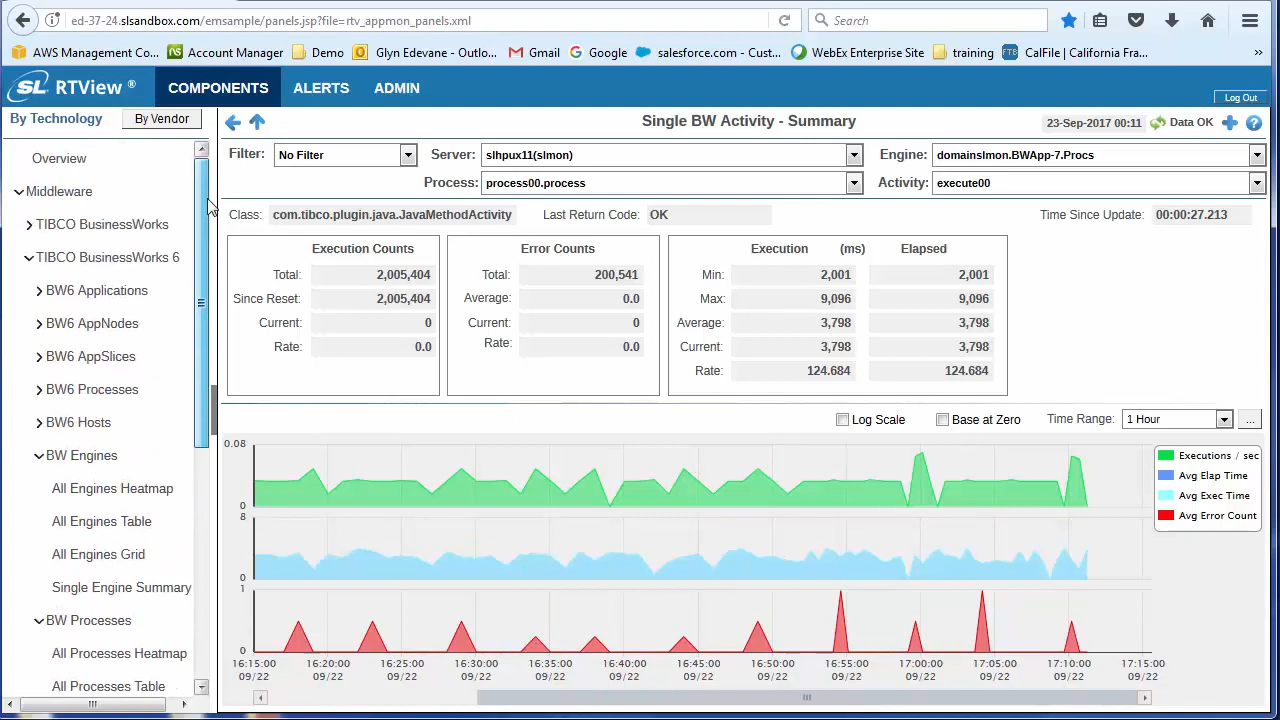 ed-37-24.slsandbox.com/emsample/panels.jsp?file=rtv_appmon_panels.xml
Search
AWS Management Co... Account Manager Demo Glyn Edevane - Outlo... Gmail Google salesforce.com - Cust... WebEx Enterprise Site training CalFile | California Fra... »
SL RTView ® COMPONENTS ALERTS ADMIN
Log Out
By Technology By Vendor
Overview
Middleware
TIBCO BusinessWorks
TIBCO BusinessWorks 6
BW6 Applications
BW6 AppNodes
BW6 AppSlices
BW6 Processes
BW6 Hosts
BW Engines
All Engines Heatmap
All Engines Table
All Engines Grid
Single Engine Summary
BW Processes
All Processes Heatmap
All Processes Table
Single BW Activity - Summary
23-Sep-2017 00:11 Data OK
Filter: No Filter Server: slhpux11(slmon) Engine: domainslmon.BWApp-7.Procs
Process: process00.process Activity: execute00
Class: com.tibco.plugin.java.JavaMethodActivity Last Return Code: OK Time Since Update: 00:00:27.213
Execution Counts
Total: 2,005,404
Since Reset: 2,005,404
Current: 0
Rate: 0.0
Error Counts
Total: 200,541
Average: 0.0
Current: 0
Rate: 0.0
Execution (ms) Elapsed
Min: 2,001 2,001
Max: 9,096 9,096
Average: 3,798 3,798
Current: 3,798 3,798
Rate: 124.684 124.684
Log Scale Base at Zero Time Range: 1 Hour ...
0.08
0
8
0
1
0
16:15:00 16:20:00 16:25:00 16:30:00 16:35:00 16:40:00 16:45:00 16:50:00 16:55:00 17:00:00 17:05:00 17:10:00 17:15:00
09/22 09/22 09/22 09/22 09/22 09/22 09/22 09/22 09/22 09/22 09/22 09/22 09/22
Executions / sec
Avg Elap Time
Avg Exec Time
Avg Error Count